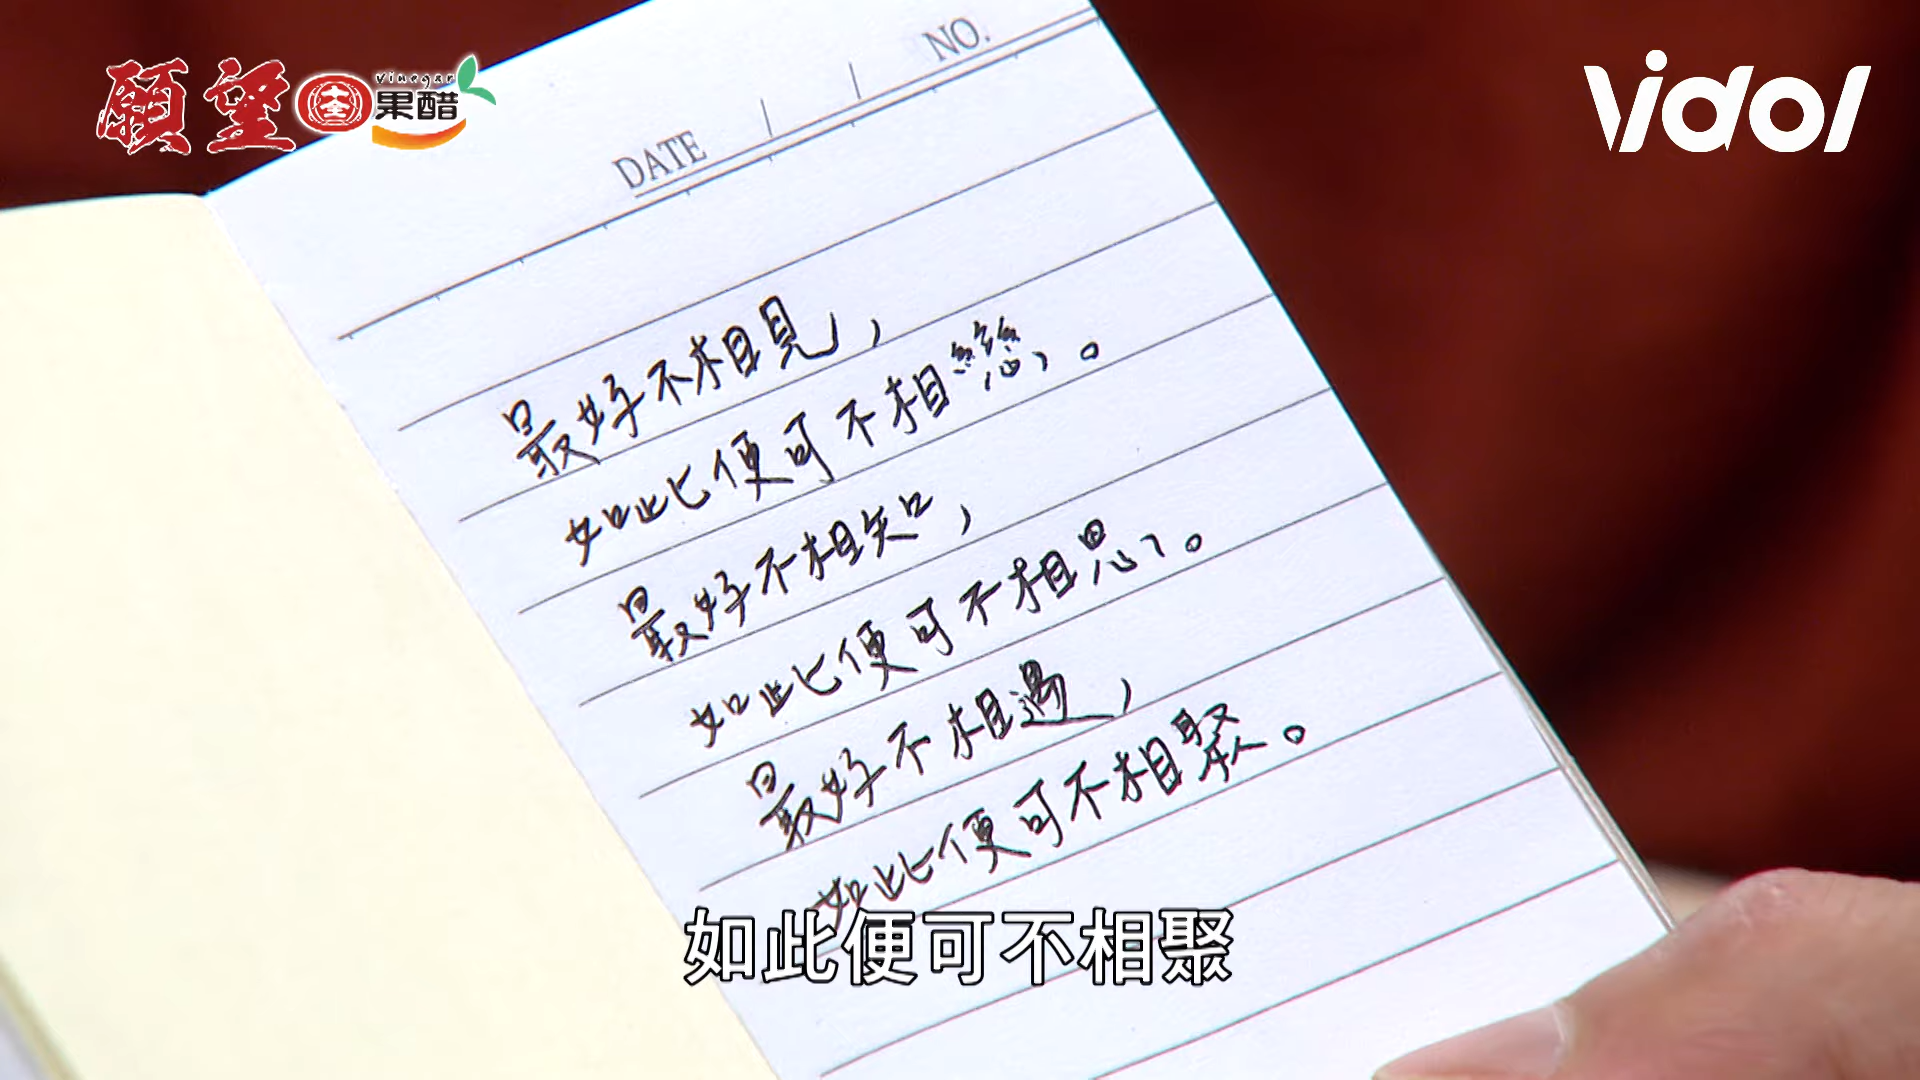 願望
Vinegar
果醋
Vidol
DATE / / NO.
最好不相見,
如此便可不相戀。
最好不相知,
如此便可不相思。
最好不相遇,
如此便可不相聚。
如此便可不相聚